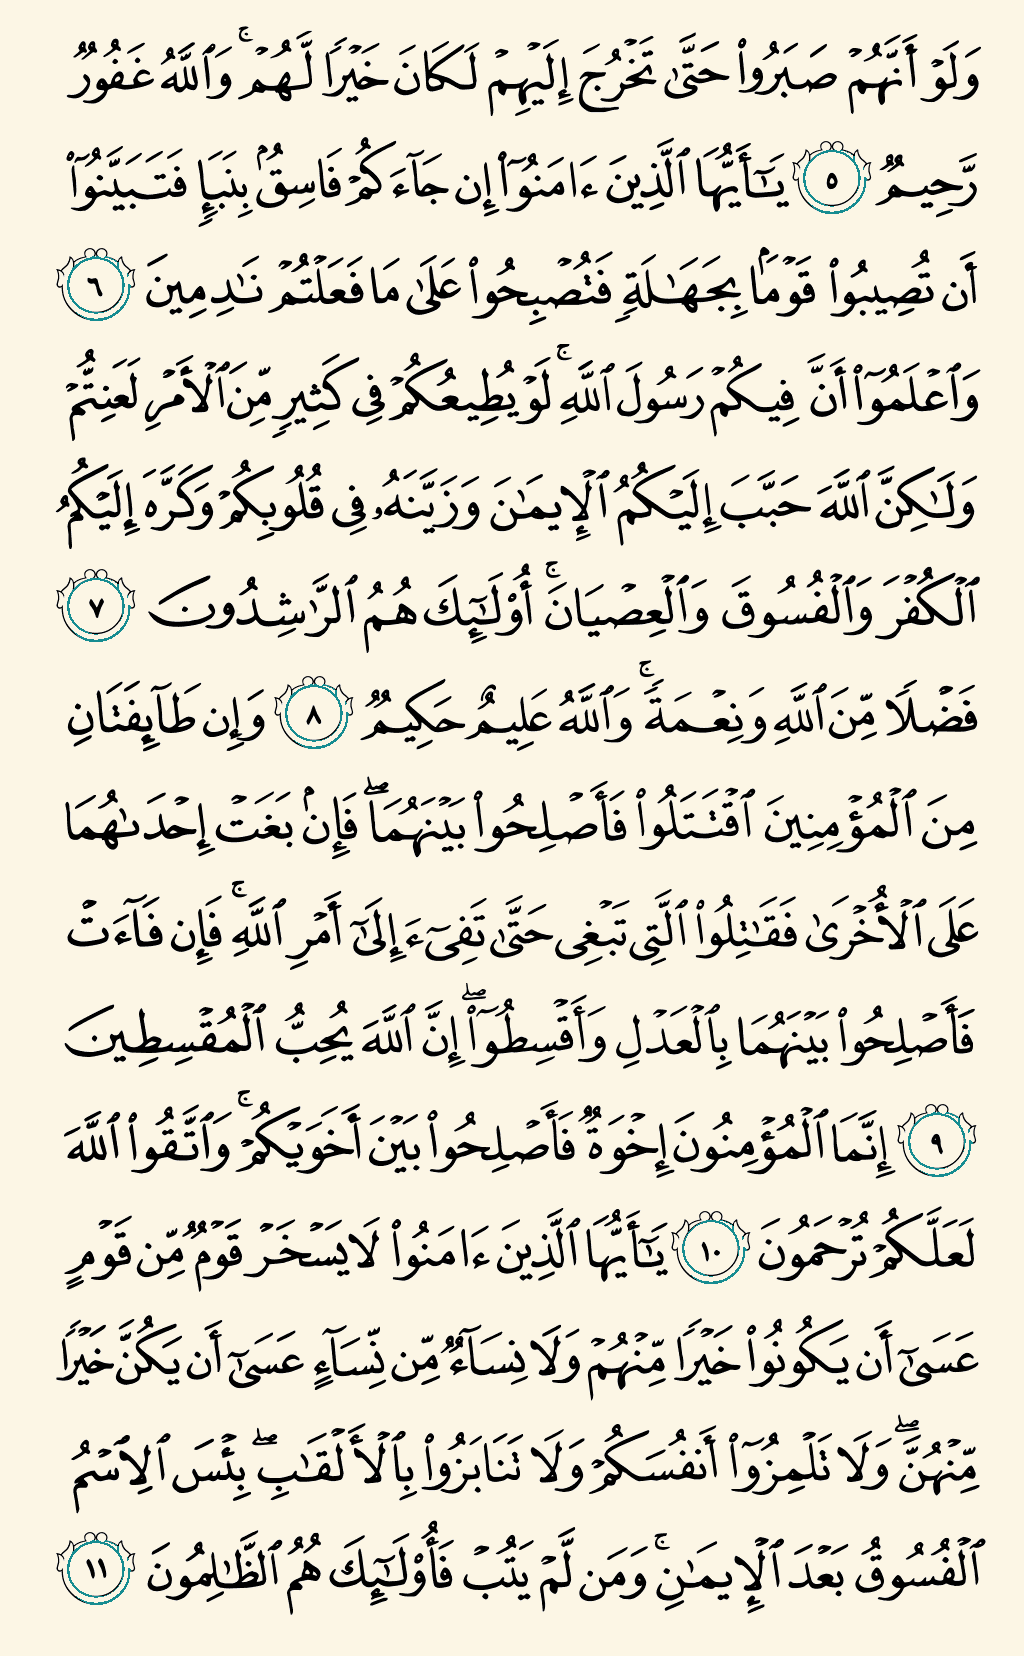 وَلَوْ أَنَّهُمْ صَبَرُوا۟ حَتَّىٰ تَخْرُجَ إِلَيْهِمْ لَكَانَ خَيْرًا لَّهُمْ ۚ وَٱللَّهُ غَفُورٌ
رَّحِيمٌ ٥ يَـٰٓأَيُّهَا ٱلَّذِينَ ءَامَنُوٓا۟ إِن جَآءَكُمْ فَاسِقٌۢ بِنَبَإٍ فَتَبَيَّنُوٓا۟
أَن تُصِيبُوا۟ قَوْمًۢا بِجَهَـٰلَةٍ فَتُصْبِحُوا۟ عَلَىٰ مَا فَعَلْتُمْ نَـٰدِمِينَ ٦
وَٱعْلَمُوٓا۟ أَنَّ فِيكُمْ رَسُولَ ٱللَّهِ ۚ لَوْ يُطِيعُكُمْ فِى كَثِيرٍ مِّنَ ٱلْأَمْرِ لَعَنِتُّمْ
وَلَـٰكِنَّ ٱللَّهَ حَبَّبَ إِلَيْكُمُ ٱلْإِيمَـٰنَ وَزَيَّنَهُۥ فِى قُلُوبِكُمْ وَكَرَّهَ إِلَيْكُمُ
ٱلْكُفْرَ وَٱلْفُسُوقَ وَٱلْعِصْيَانَ ۚ أُو۟لَـٰٓئِكَ هُمُ ٱلرَّٰشِدُونَ ٧
فَضْلًا مِّنَ ٱللَّهِ وَنِعْمَةً ۚ وَٱللَّهُ عَلِيمٌ حَكِيمٌ ٨ وَإِن طَآئِفَتَانِ
مِنَ ٱلْمُؤْمِنِينَ ٱقْتَتَلُوا۟ فَأَصْلِحُوا۟ بَيْنَهُمَا ۖ فَإِنۢ بَغَتْ إِحْدَىٰهُمَا
عَلَى ٱلْأُخْرَىٰ فَقَـٰتِلُوا۟ ٱلَّتِى تَبْغِى حَتَّىٰ تَفِىٓءَ إِلَىٰٓ أَمْرِ ٱللَّهِ ۚ فَإِن فَآءَتْ
فَأَصْلِحُوا۟ بَيْنَهُمَا بِٱلْعَدْلِ وَأَقْسِطُوٓا۟ ۖ إِنَّ ٱللَّهَ يُحِبُّ ٱلْمُقْسِطِينَ
٩ إِنَّمَا ٱلْمُؤْمِنُونَ إِخْوَةٌ فَأَصْلِحُوا۟ بَيْنَ أَخَوَيْكُمْ ۚ وَٱتَّقُوا۟ ٱللَّهَ
لَعَلَّكُمْ تُرْحَمُونَ ١٠ يَـٰٓأَيُّهَا ٱلَّذِينَ ءَامَنُوا۟ لَا يَسْخَرْ قَوْمٌ مِّن قَوْمٍ
عَسَىٰٓ أَن يَكُونُوا۟ خَيْرًا مِّنْهُمْ وَلَا نِسَآءٌ مِّن نِّسَآءٍ عَسَىٰٓ أَن يَكُنَّ خَيْرًا
مِّنْهُنَّ ۖ وَلَا تَلْمِزُوٓا۟ أَنفُسَكُمْ وَلَا تَنَابَزُوا۟ بِٱلْأَلْقَـٰبِ ۖ بِئْسَ ٱلِٱسْمُ
ٱلْفُسُوقُ بَعْدَ ٱلْإِيمَـٰنِ ۚ وَمَن لَّمْ يَتُبْ فَأُو۟لَـٰٓئِكَ هُمُ ٱلظَّـٰلِمُونَ ١١